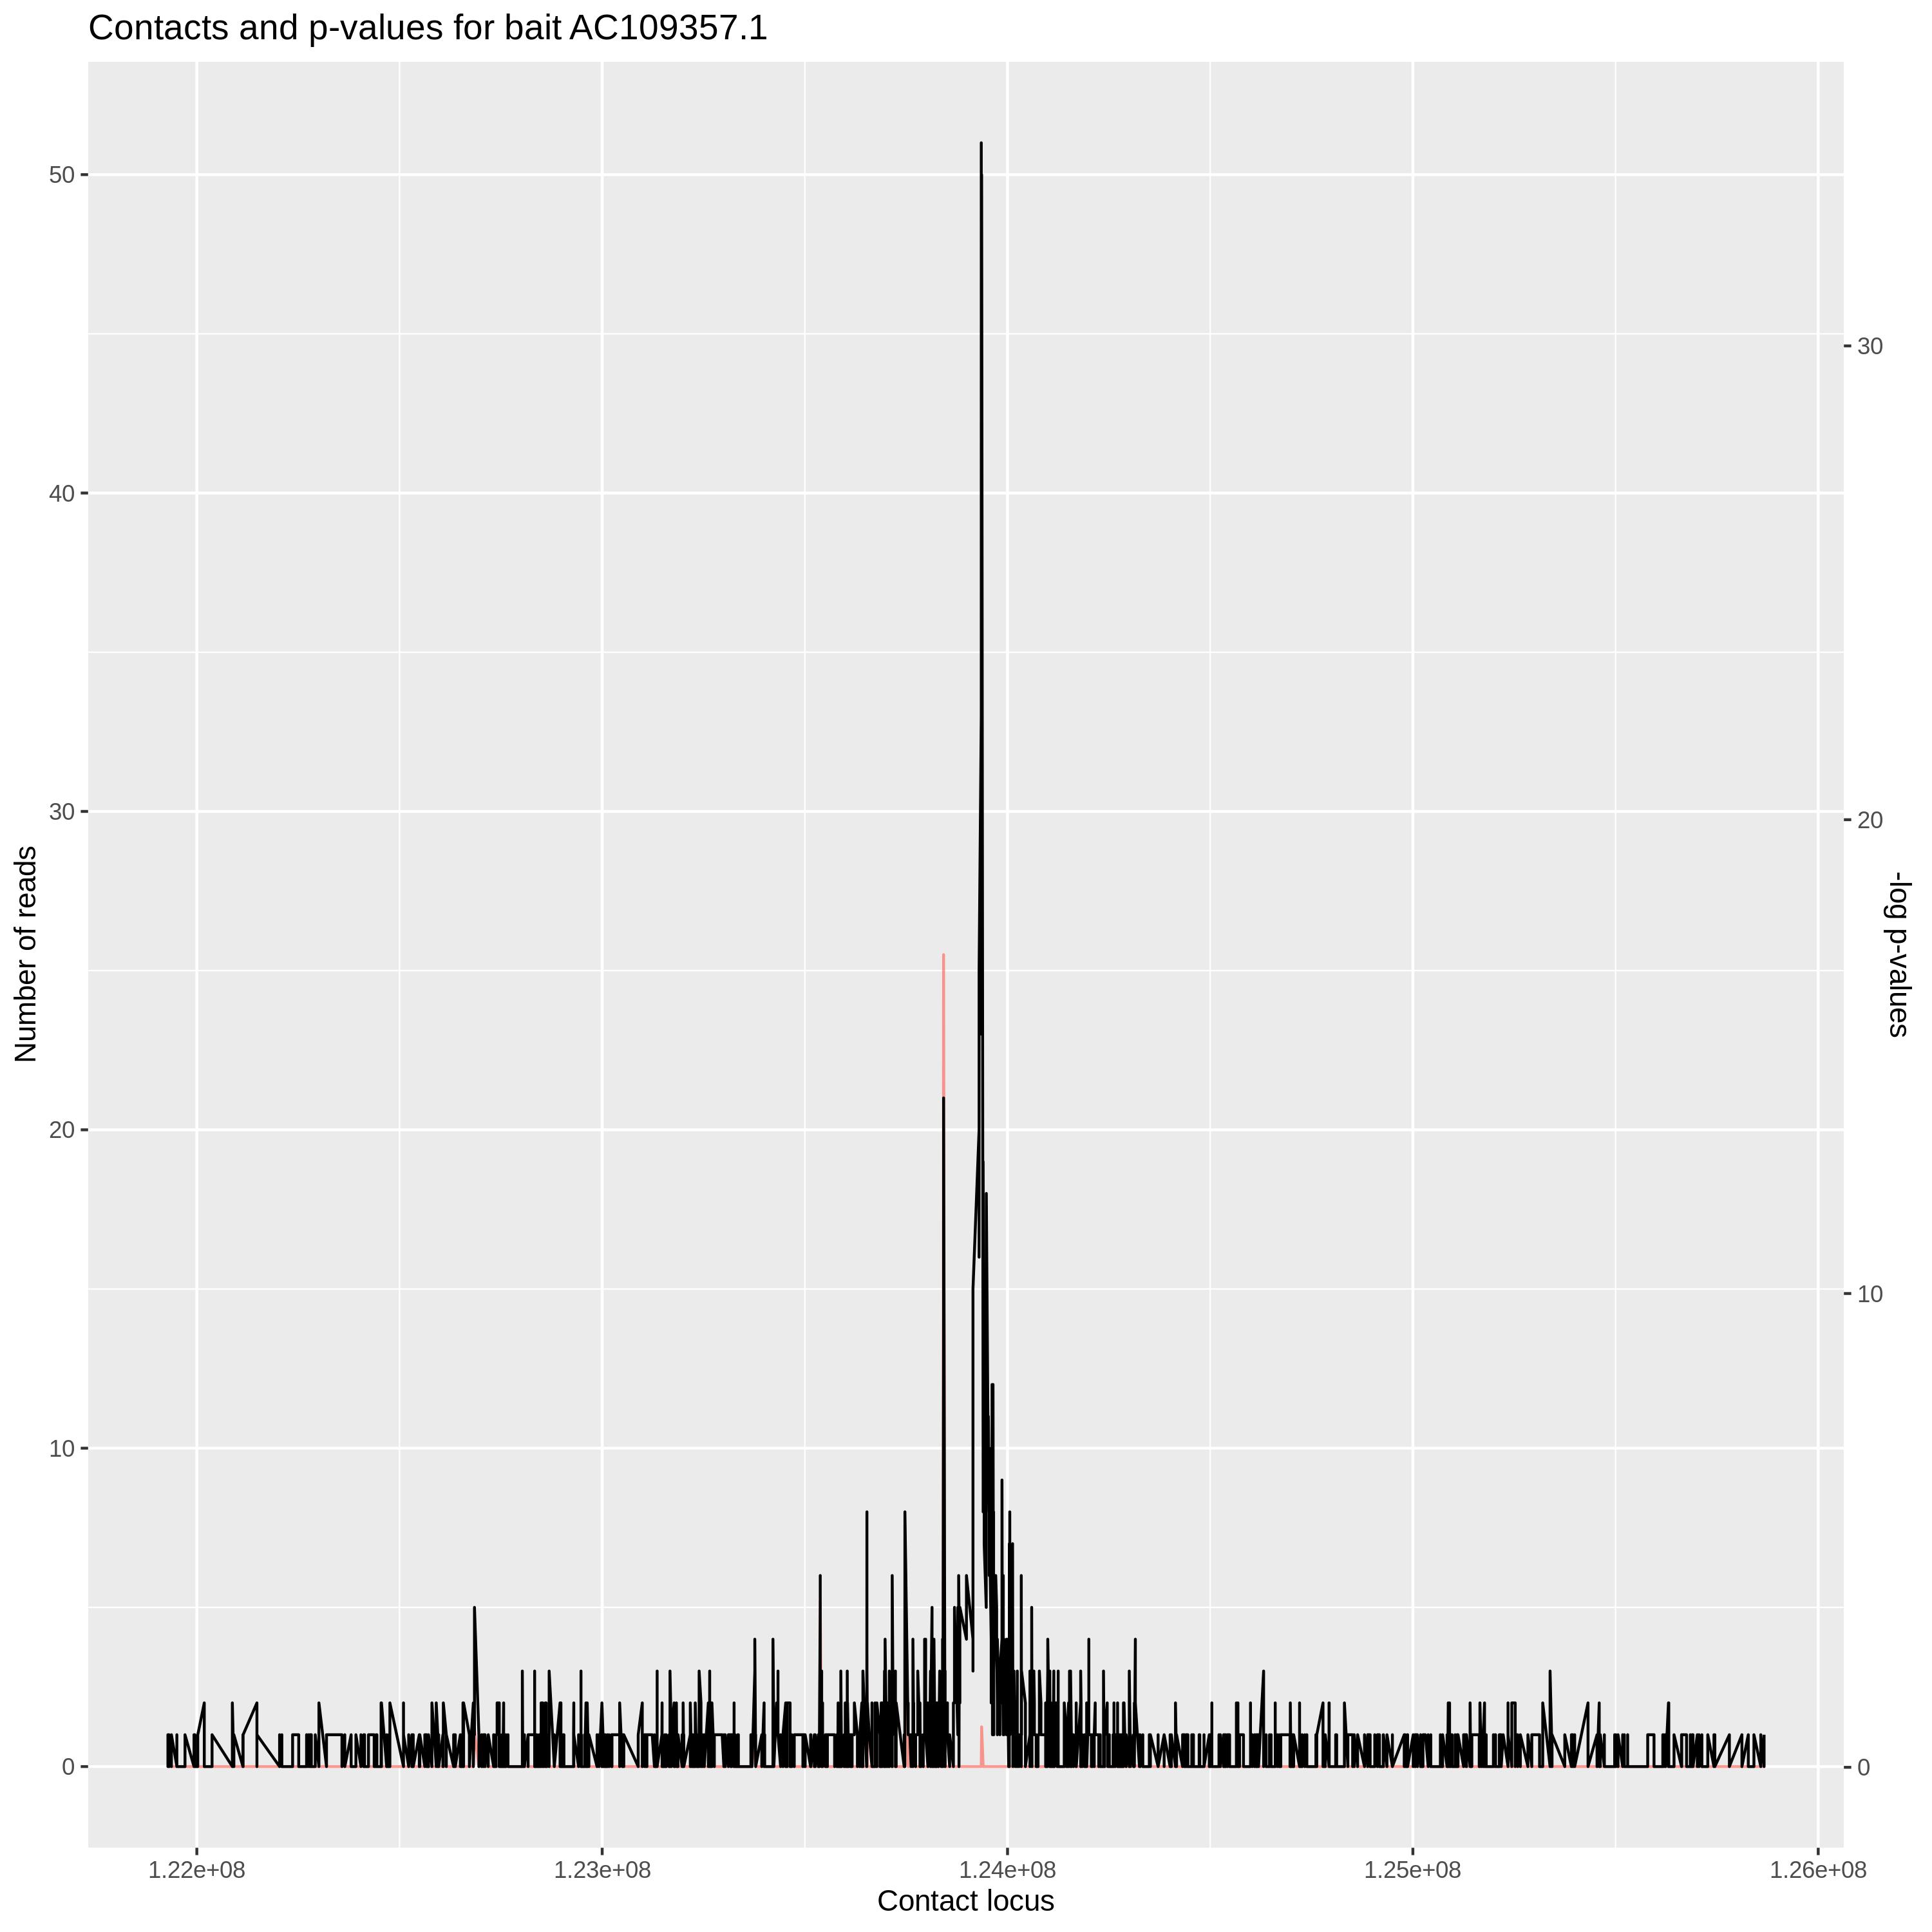 Contacts and p-values for bait AC109357.1
50
40
30
20
10
0
Number of reads
30
20
10
0
-log p-values
1.22e+08
1.23e+08
1.24e+08
1.25e+08
1.26e+08
Contact locus